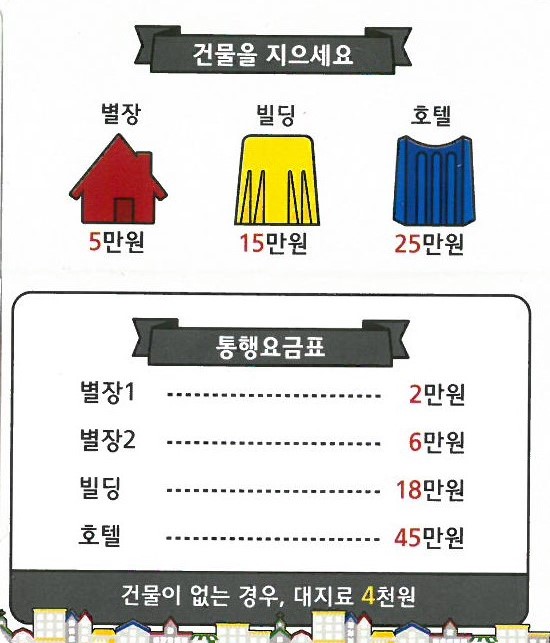 건물을 지으세요
별장 빌딩 호텔
5만원 15만원 25만원
통행요금표
별장1 2만원
별장2 6만원
빌딩 18만원
호텔 45만원
건물이 없는 경우, 대지료 4천원